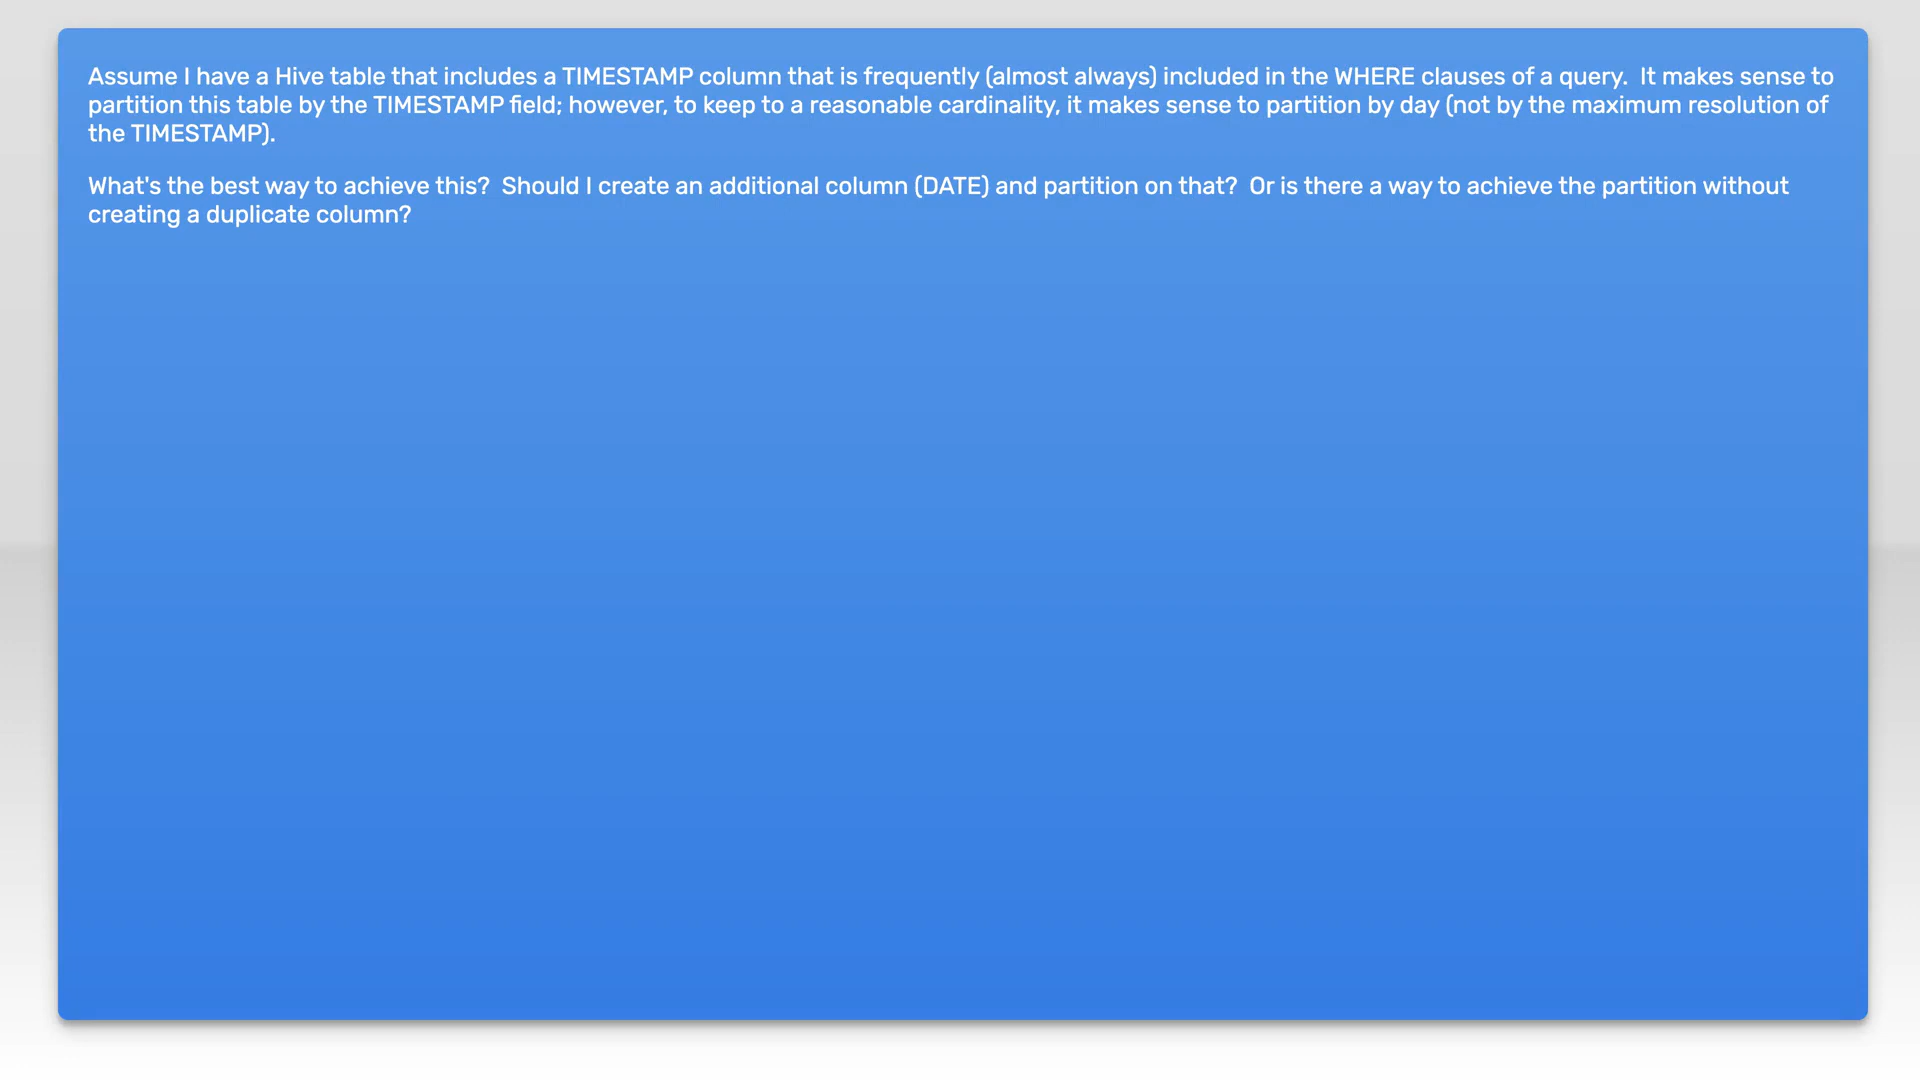 Assume I have a Hive table that includes a TIMESTAMP column that is frequently (almost always) included in the WHERE clauses of a query.  It makes sense to
partition this table by the TIMESTAMP field; however, to keep to a reasonable cardinality, it makes sense to partition by day (not by the maximum resolution of
the TIMESTAMP).
What's the best way to achieve this?  Should I create an additional column (DATE) and partition on that?  Or is there a way to achieve the partition without
creating a duplicate column?